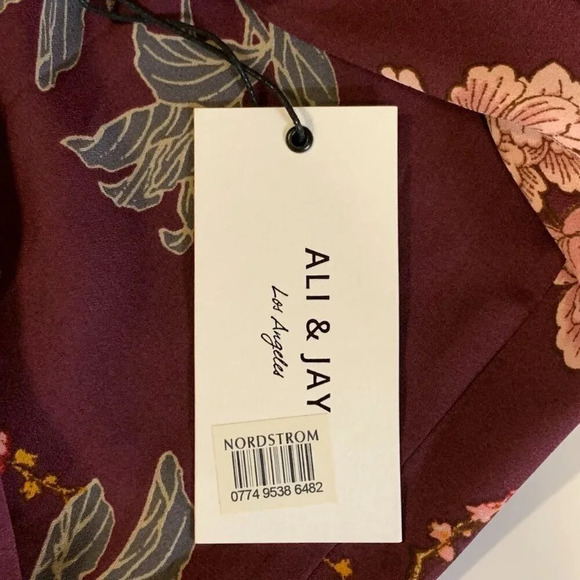 ALI & JAY
Los Angeles
NORDSTROM
0774 9538 6482